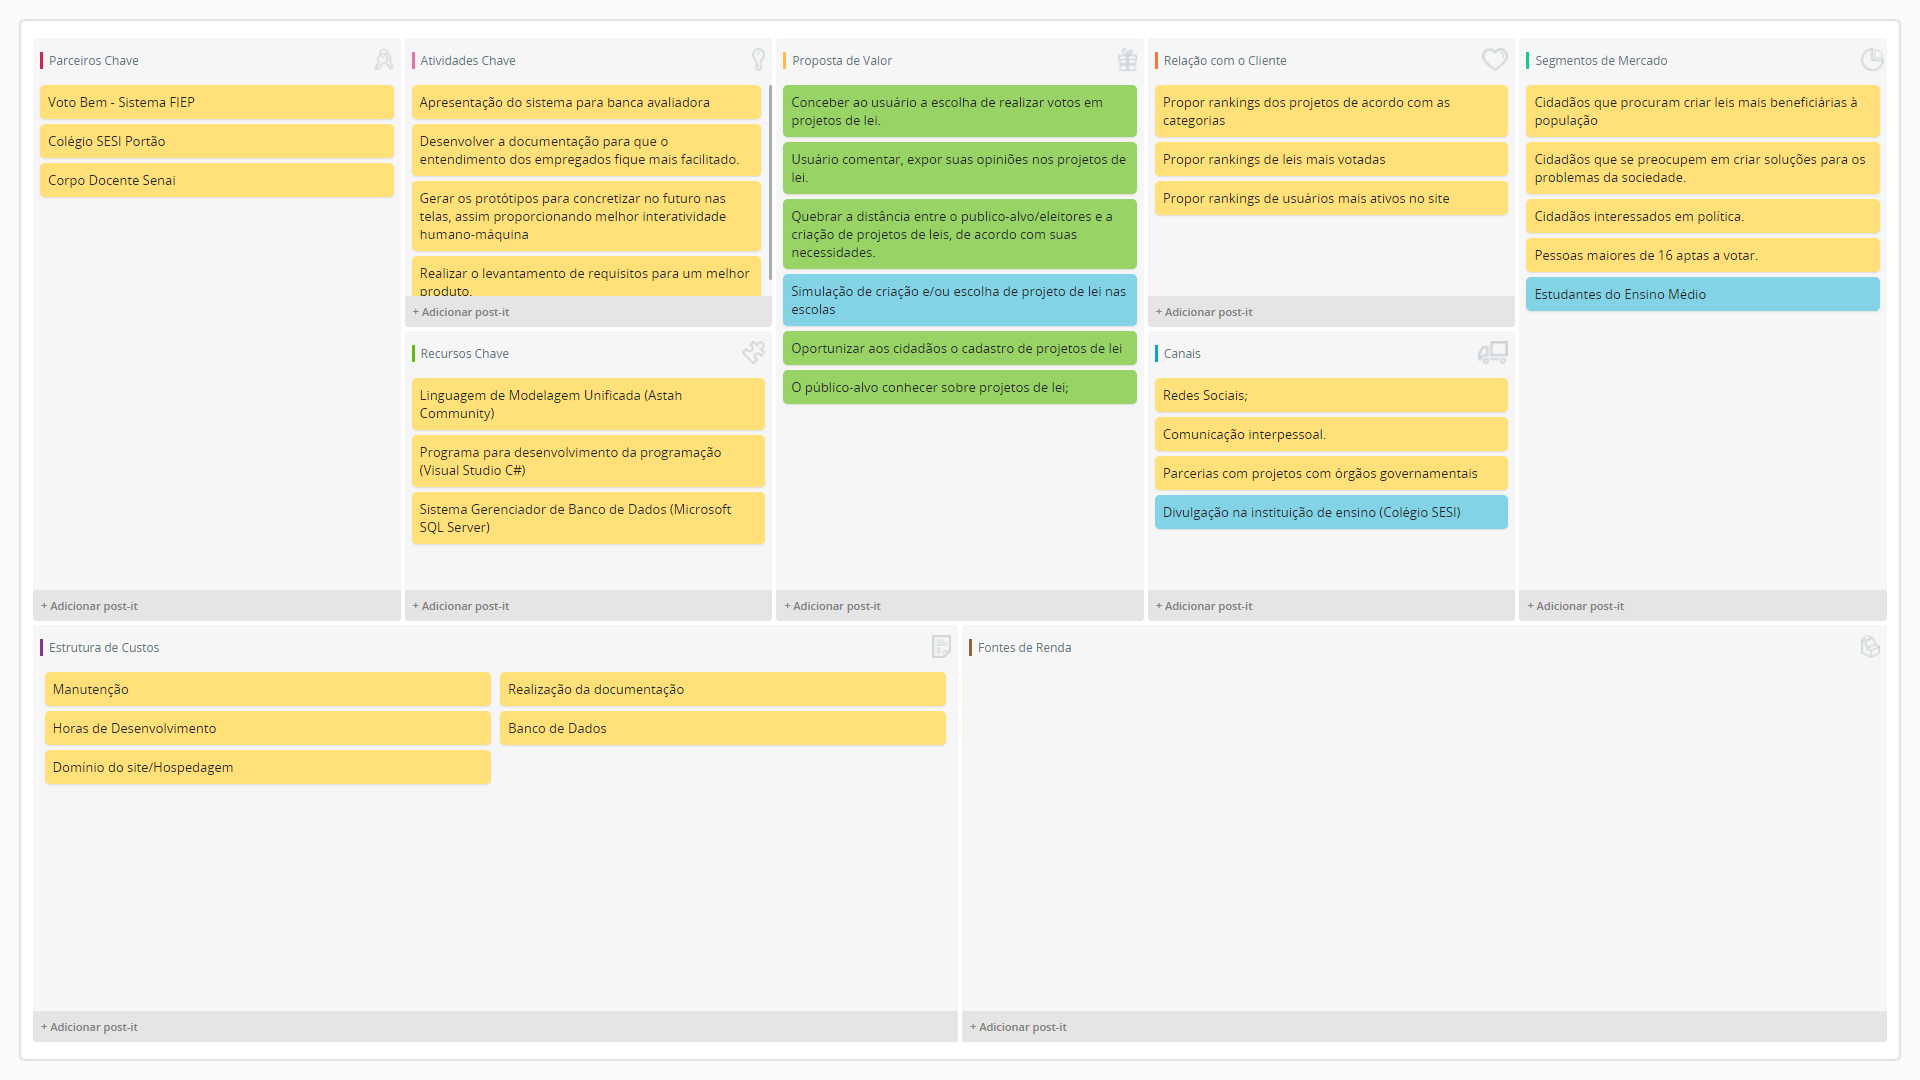 Parceiros Chave
Voto Bem - Sistema FIEP
Colégio SESI Portão
Corpo Docente Senai
+ Adicionar post-it
Atividades Chave
Apresentação do sistema para banca avaliadora
Desenvolver a documentação para que o
entendimento dos empregados fique mais facilitado.
Gerar os protótipos para concretizar no futuro nas
telas, assim proporcionando melhor interatividade
humano-máquina
Realizar o levantamento de requisitos para um melhor
produto.
+ Adicionar post-it
Recursos Chave
Linguagem de Modelagem Unificada (Astah
Community)
Programa para desenvolvimento da programação
(Visual Studio C#)
Sistema Gerenciador de Banco de Dados (Microsoft
SQL Server)
+ Adicionar post-it
Proposta de Valor
Conceber ao usuário a escolha de realizar votos em
projetos de lei.
Usuário comentar, expor suas opiniões nos projetos de
lei.
Quebrar a distância entre o publico-alvo/eleitores e a
criação de projetos de leis, de acordo com suas
necessidades.
Simulação de criação e/ou escolha de projeto de lei nas
escolas
Oportunizar aos cidadãos o cadastro de projetos de lei
O público-alvo conhecer sobre projetos de lei;
+ Adicionar post-it
Relação com o Cliente
Propor rankings dos projetos de acordo com as
categorias
Propor rankings de leis mais votadas
Propor rankings de usuários mais ativos no site
+ Adicionar post-it
Canais
Redes Sociais;
Comunicação interpessoal.
Parcerias com projetos com órgãos governamentais
Divulgação na instituição de ensino (Colégio SESI)
+ Adicionar post-it
Segmentos de Mercado
Cidadãos que procuram criar leis mais beneficiárias à
população
Cidadãos que se preocupem em criar soluções para os
problemas da sociedade.
Cidadãos interessados em política.
Pessoas maiores de 16 aptas a votar.
Estudantes do Ensino Médio
+ Adicionar post-it
Estrutura de Custos
Manutenção
Horas de Desenvolvimento
Domínio do site/Hospedagem
Realização da documentação
Banco de Dados
+ Adicionar post-it
Fontes de Renda
+ Adicionar post-it